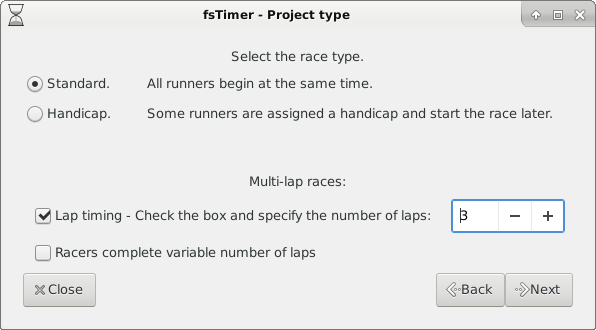 fsTimer - Project type
Select the race type.
Standard. All runners begin at the same time.
Handicap. Some runners are assigned a handicap and start the race later.
Multi-lap races:
Lap timing - Check the box and specify the number of laps: 3 − +
Racers complete variable number of laps
Close Back Next